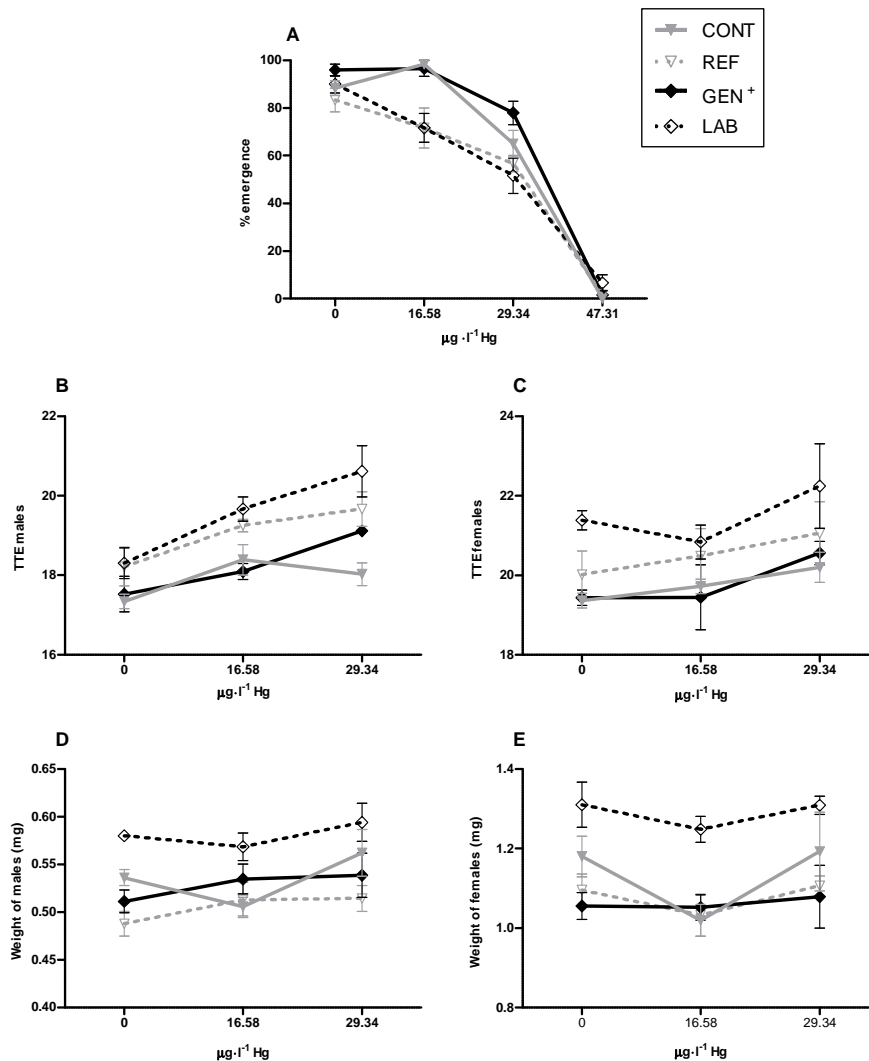 CONT
REF
GEN +
LAB
A
100
80
60
40
20
0
% emergence
0 16.58 29.34 47.31
µg·l⁻¹ Hg
B
22
20
18
16
TTE males
0 16.58 29.34
µg·l⁻¹ Hg
C
24
22
20
18
TTE females
0 16.58 29.34
µg·l⁻¹ Hg
D
0.65
0.60
0.55
0.50
0.45
0.40
Weight of males (mg)
0 16.58 29.34
µg·l⁻¹ Hg
E
1.4
1.2
1.0
0.8
Weight of females (mg)
0 16.58 29.34
µg·l⁻¹ Hg